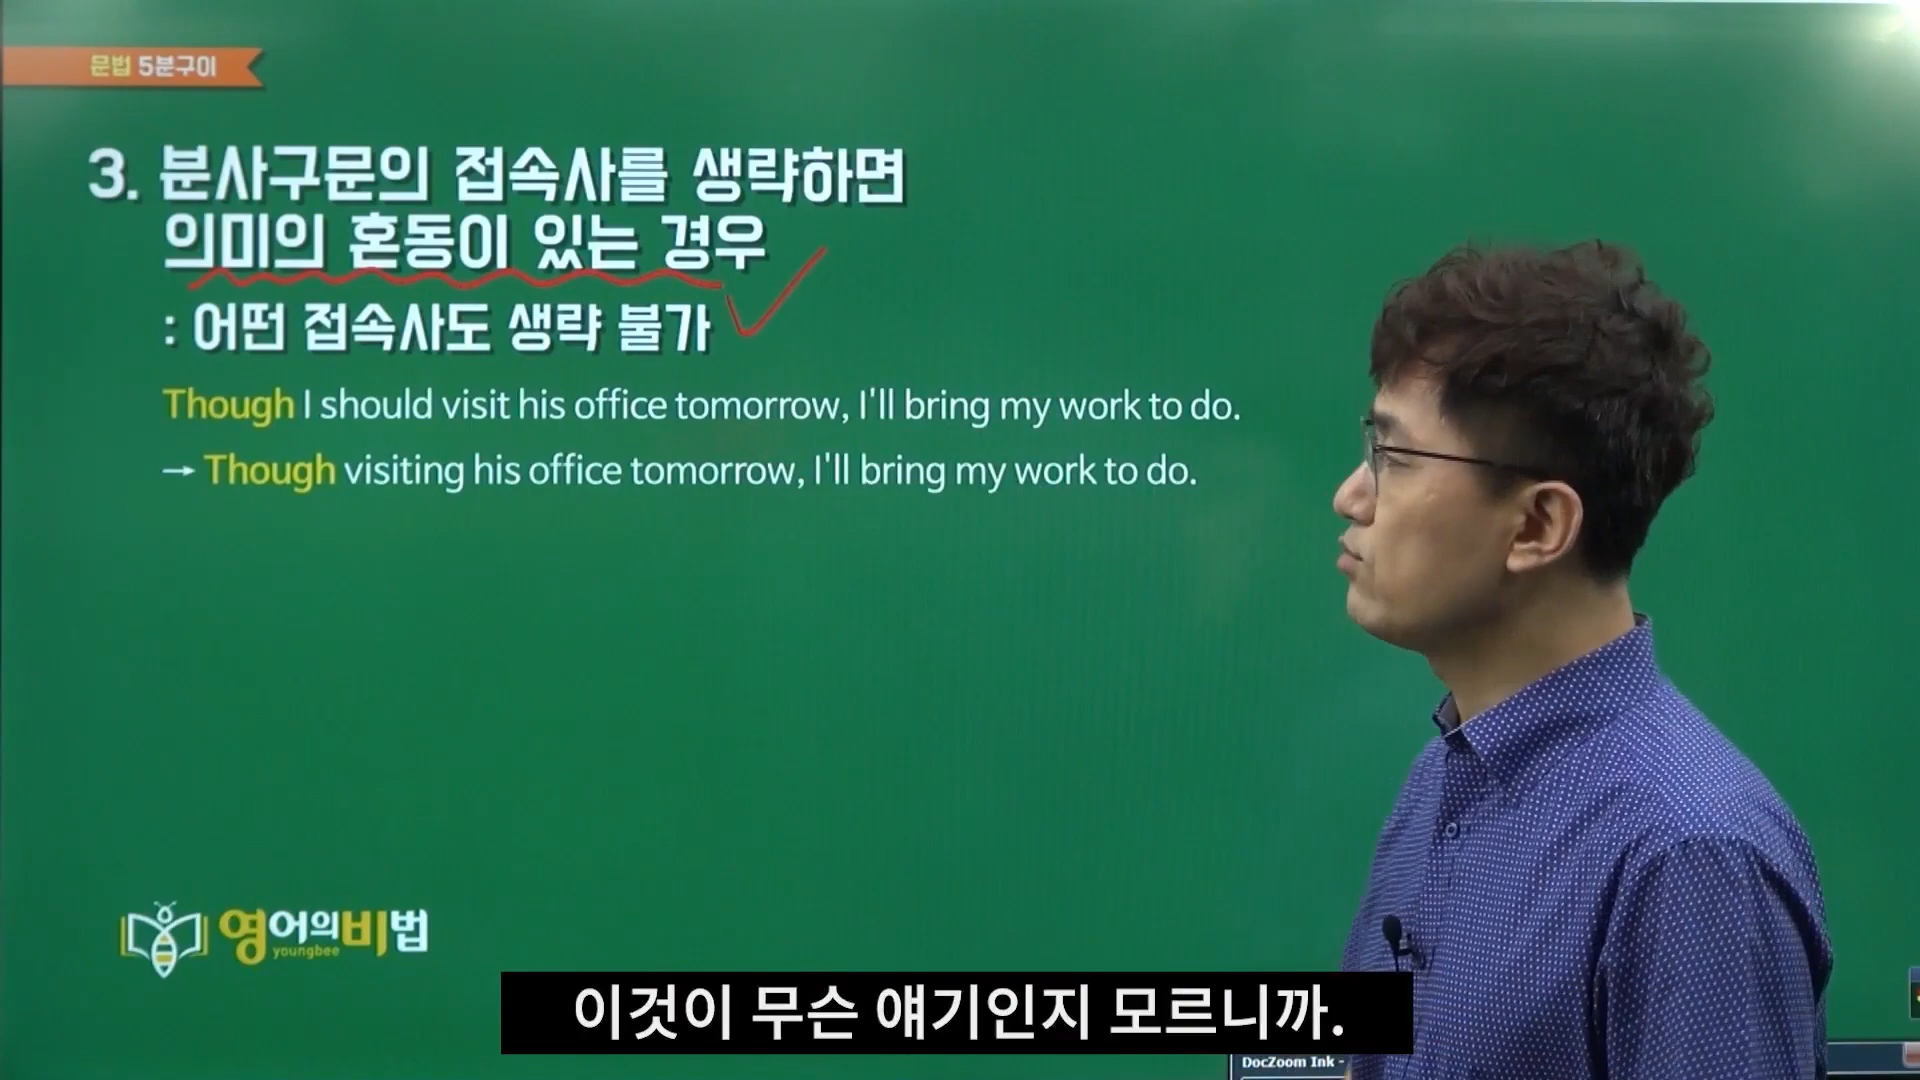 문법 5분구이
3. 분사구문의 접속사를 생략하면
의미의 혼동이 있는 경우
: 어떤 접속사도 생략 불가
Though I should visit his office tomorrow, I'll bring my work to do.
→ Though visiting his office tomorrow, I'll bring my work to do.
영어의비법
youngbee
이것이 무슨 얘기인지 모르니까.
DocZoom Ink -